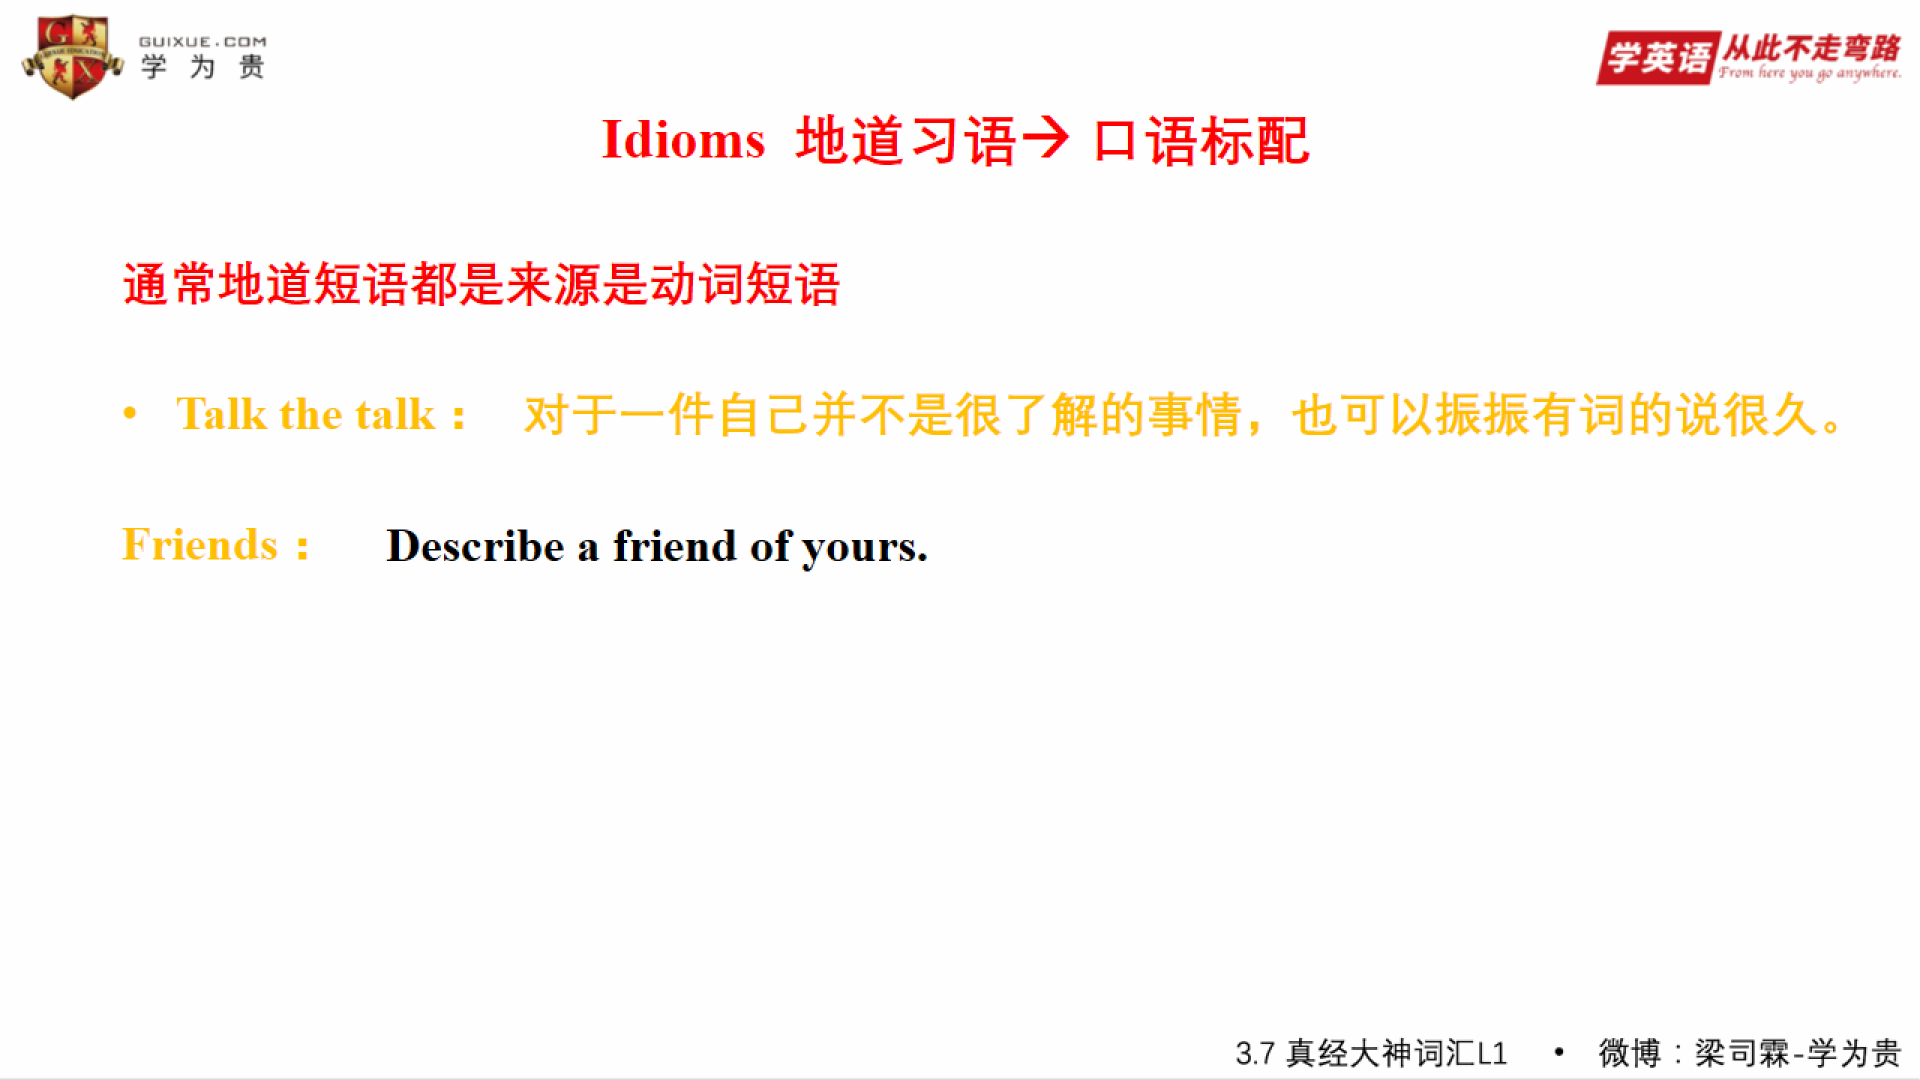 GUIXUE.COM
学为贵
学英语 从此不走弯路
From here you go anywhere.
Idioms 地道习语→ 口语标配
通常地道短语都是来源是动词短语
• Talk the talk： 对于一件自己并不是很了解的事情，也可以振振有词的说很久。
Friends： Describe a friend of yours.
3.7 真经大神词汇L1 • 微博：梁司霖-学为贵